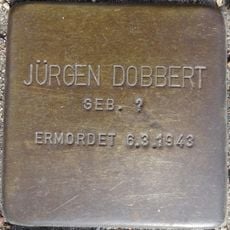 JÜRGEN DOBBERT
GEB. ?
ERMORDET 6.3.1943